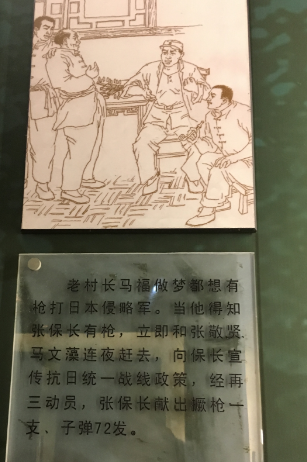 老村长马福做梦都想有
枪打日本侵略军。当他得知
张保长有枪，立即和张敬贤
马文藻连夜赶去，向保长宣
传抗日统一战线政策，经再
三动员，张保长献出撅枪一
支、子弹72发。